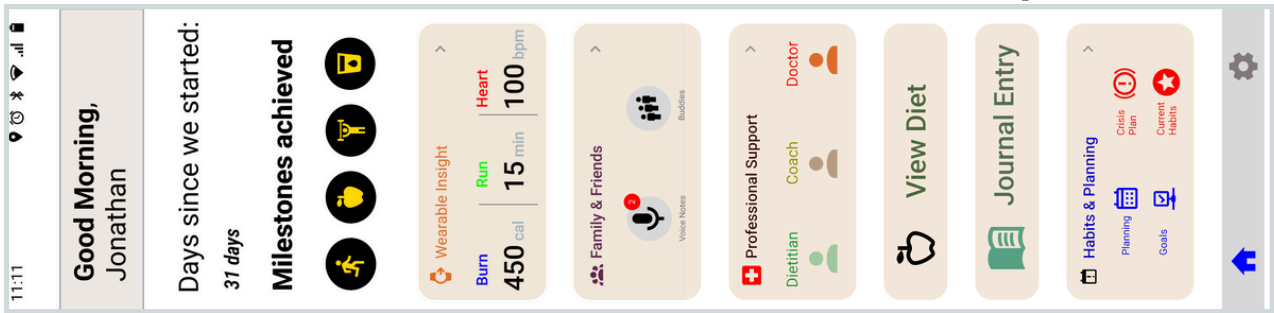 11:11
Good Morning,
Jonathan
Days since we started:
31 days
Milestones achieved
Wearable Insight
Burn Run Heart
450 cal 15 min 100 bpm
Family & Friends
2
Voice Notes Buddies
Professional Support
Dietitian Coach Doctor
View Diet
Journal Entry
Habits & Planning
Planning
Crisis
Plan
Goals
Current
Habits